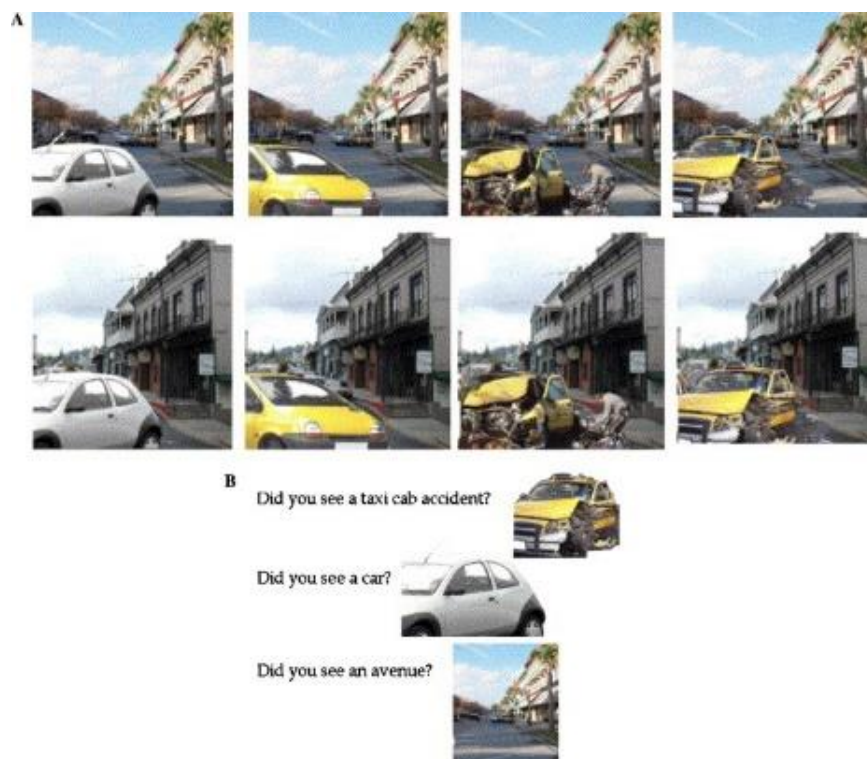 A
B
Did you see a taxi cab accident?
Did you see a car?
Did you see an avenue?